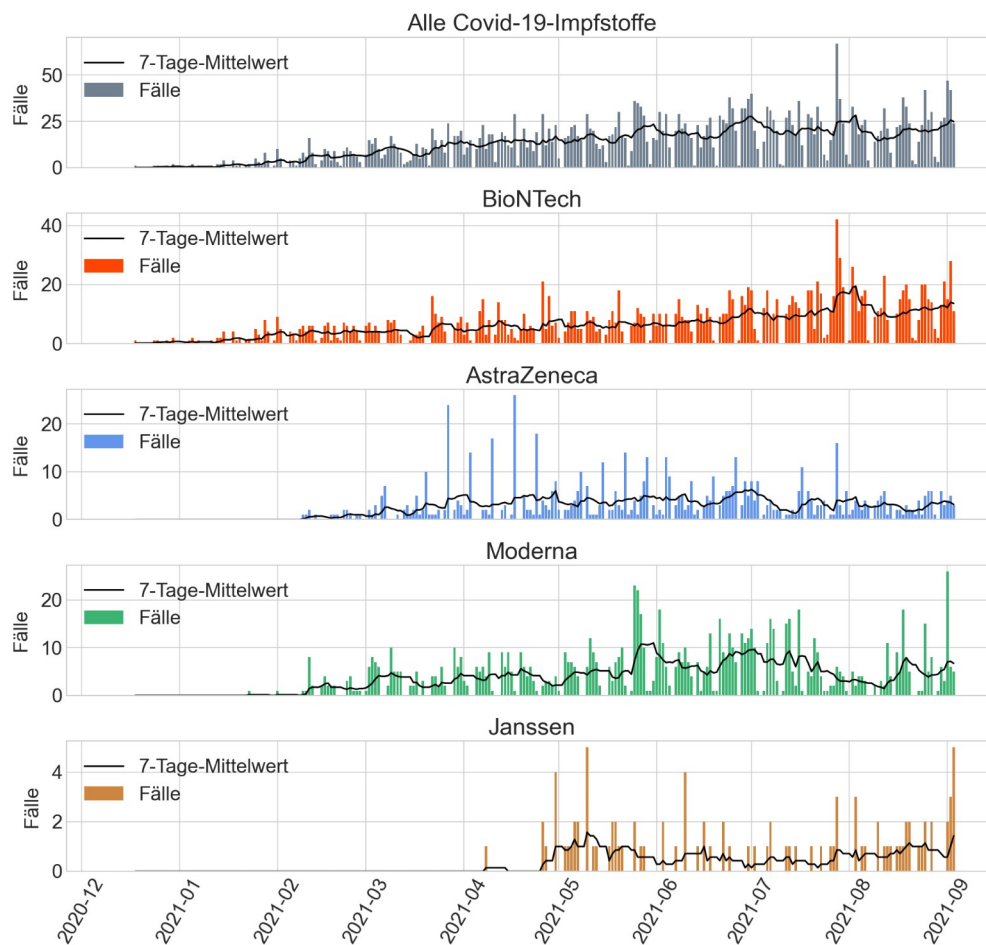 Alle Covid-19-Impfstoffe
Fälle
50
25
0
7-Tage-Mittelwert
Fälle
BioNTech
Fälle
40
20
0
7-Tage-Mittelwert
Fälle
AstraZeneca
Fälle
20
10
0
7-Tage-Mittelwert
Fälle
Moderna
Fälle
20
10
0
7-Tage-Mittelwert
Fälle
Janssen
Fälle
4
2
0
7-Tage-Mittelwert
Fälle
2020-12
2021-01
2021-02
2021-03
2021-04
2021-05
2021-06
2021-07
2021-08
2021-09